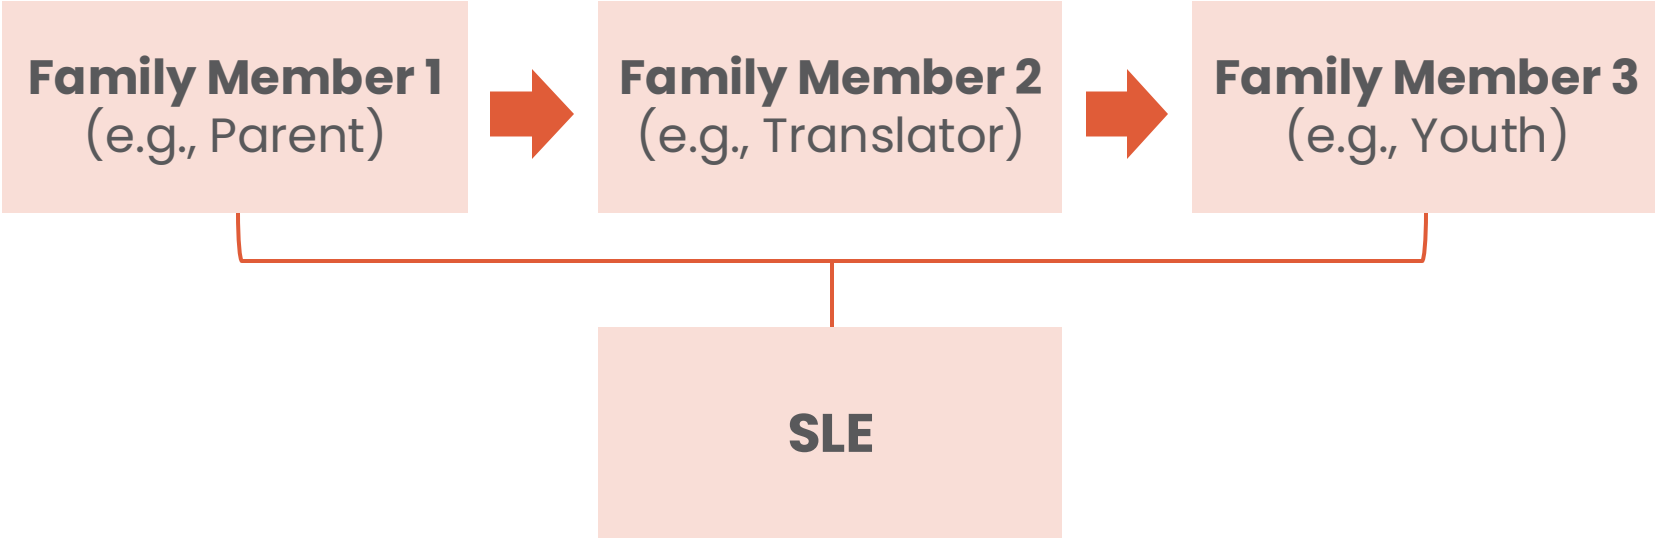 Family Member 1
(e.g., Parent)
Family Member 2
(e.g., Translator)
Family Member 3
(e.g., Youth)
SLE